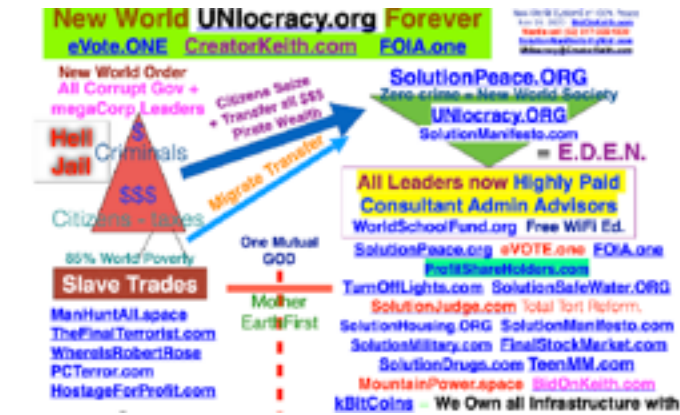 New World UNIocracy.org Forever
eVote.ONE CreatorKeith.com FOIA.one
New World Order
All Corrupt Gov +
megaCorp Leaders
Citizens Seize
+ Transfer all $$$
Pirate Wealth
SolutionPeace.ORG
Zero crime = New World Society
UNIocracy.ORG
SolutionManifesto.com
Hell
Jail
$
Criminals
$$$
Citizens - taxes
Migrate Transfer
= E.D.E.N.
All Leaders now Highly Paid
Consultant Admin Advisors
WorldSchoolFund.org Free WiFi Ed.
85% World Poverty
Slave Trades
One Mutual
GOD
Mother
Earth First
SolutionPeace.org eVOTE.one FOIA.one
ProfitShareHolders.com
TurnOffLights.com SolutionSafeWater.ORG
SolutionJudge.com Total Tort Reform.
SolutionHousing.ORG SolutionManifesto.com
SolutionMilitary.com FinalStockMarket.com
SolutionDrugs.com TeenMM.com
MountainPower.space BidOnKeith.com
kBitCoins = We Own all Infrastructure with
ManHuntAll.space
TheFinalTerrorist.com
WhereIsRobertRose
PCTerror.com
HostageForProfit.com